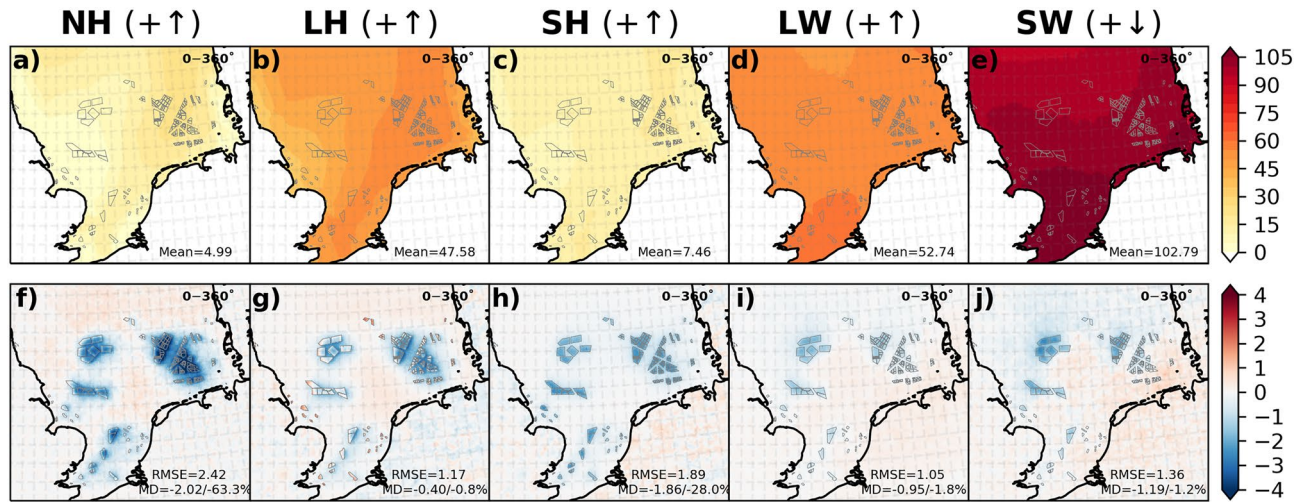 NH (+↑) LH (+↑) SH (+↑) LW (+↑) SW (+↓)
a) 0−360° b) 0−360° c) 0−360° d) 0−360° e) 0−360°
105
90
75
60
45
30
15
0
Mean=4.99 Mean=47.58 Mean=7.46 Mean=52.74 Mean=102.79
f) 0−360° g) 0−360° h) 0−360° i) 0−360° j) 0−360°
4
3
2
1
0
−1
−2
−3
−4
RMSE=2.42 RMSE=1.17 RMSE=1.89 RMSE=1.05 RMSE=1.36
MD=-2.02/-63.3% MD=-0.40/-0.8% MD=-1.86/-28.0% MD=-0.95/-1.8% MD=-1.19/-1.2%